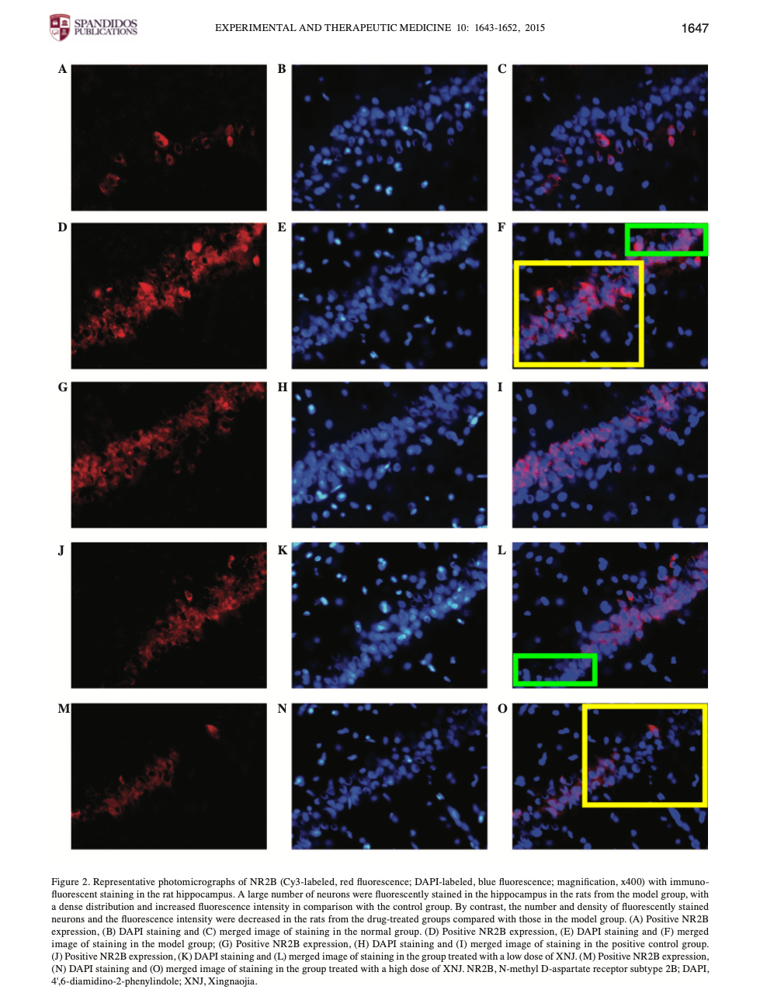 SPANDIDOS
PUBLICATIONS
EXPERIMENTAL AND THERAPEUTIC MEDICINE 10: 1643-1652, 2015
1647
A
B
C
D
E
F
G
H
I
J
K
L
M
N
O
Figure 2. Representative photomicrographs of NR2B (Cy3-labeled, red fluorescence; DAPI-labeled, blue fluorescence; magnification, x400) with immuno-
fluorescent staining in the rat hippocampus. A large number of neurons were fluorescently stained in the hippocampus in the rats from the model group, with
a dense distribution and increased fluorescence intensity in comparison with the control group. By contrast, the number and density of fluorescently stained
neurons and the fluorescence intensity were decreased in the rats from the drug-treated groups compared with those in the model group. (A) Positive NR2B
expression, (B) DAPI staining and (C) merged image of staining in the normal group. (D) Positive NR2B expression, (E) DAPI staining and (F) merged
image of staining in the model group; (G) Positive NR2B expression, (H) DAPI staining and (I) merged image of staining in the positive control group.
(J) Positive NR2B expression, (K) DAPI staining and (L) merged image of staining in the group treated with a low dose of XNJ. (M) Positive NR2B expression,
(N) DAPI staining and (O) merged image of staining in the group treated with a high dose of XNJ. NR2B, N-methyl D-aspartate receptor subtype 2B; DAPI,
4',6-diamidino-2-phenylindole; XNJ, Xingnaojia.